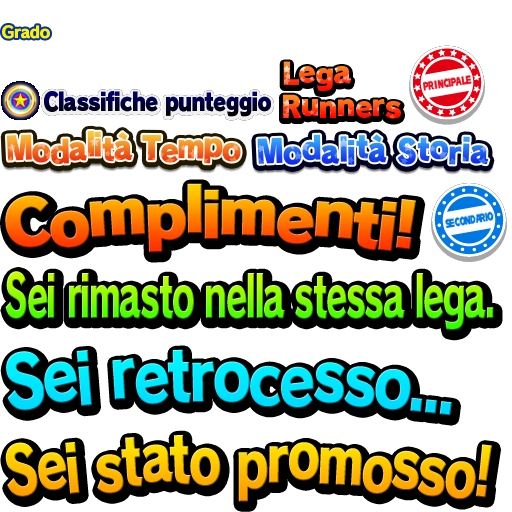 Grado
Lega
Runners
PRINCIPALE
Classifiche punteggio
Modalità Tempo
Modalità Storia
Complimenti!
SECONDARIO
Sei rimasto nella stessa lega.
Sei retrocesso...
Sei stato promosso!